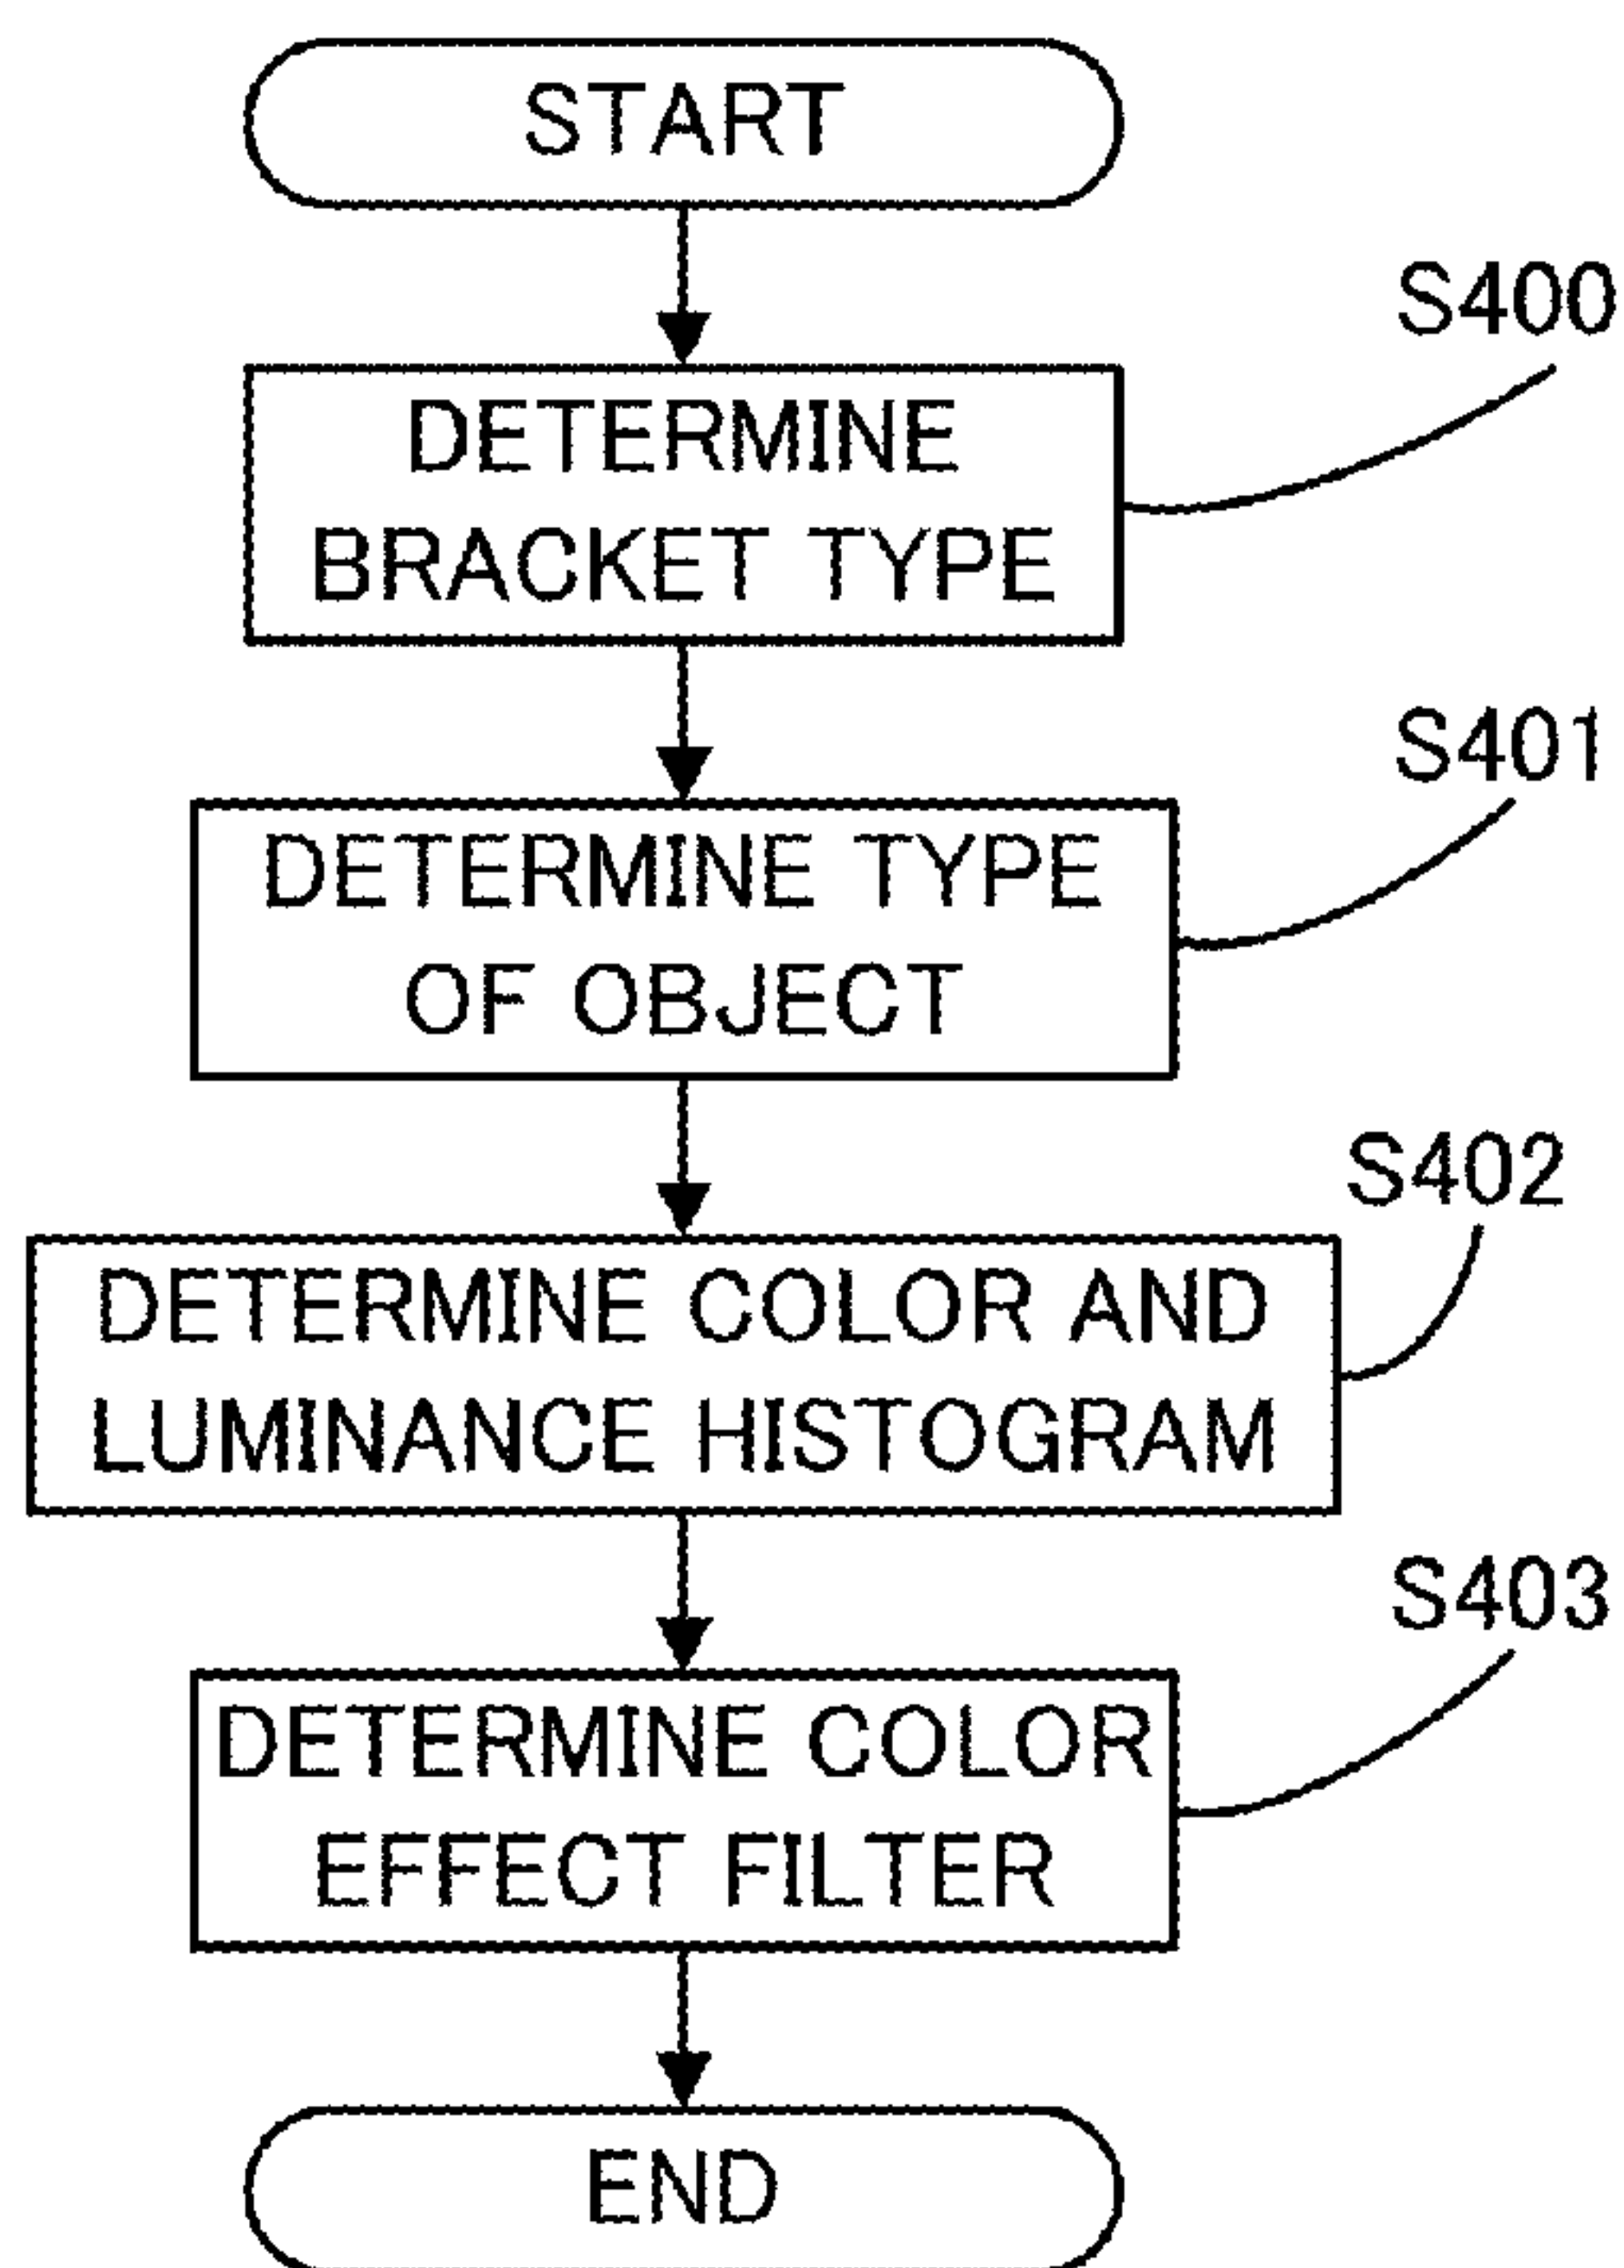 START
S400
DETERMINE
BRACKET TYPE
S401
DETERMINE TYPE
OF OBJECT
S402
DETERMINE COLOR AND
LUMINANCE HISTOGRAM
S403
DETERMINE COLOR
EFFECT FILTER
END